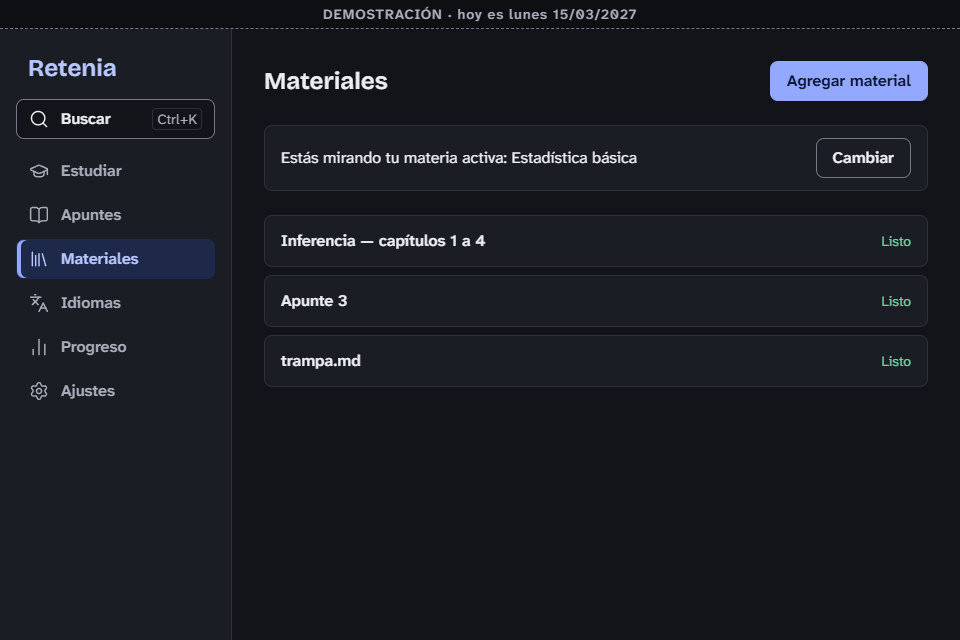 DEMOSTRACIÓN · hoy es lunes 15/03/2027
Retenia
Buscar Ctrl+K
Estudiar
Apuntes
Materiales
Idiomas
Progreso
Ajustes
Materiales
Agregar material
Estás mirando tu materia activa: Estadística básica
Cambiar
Inferencia — capítulos 1 a 4 Listo
Apunte 3 Listo
trampa.md Listo